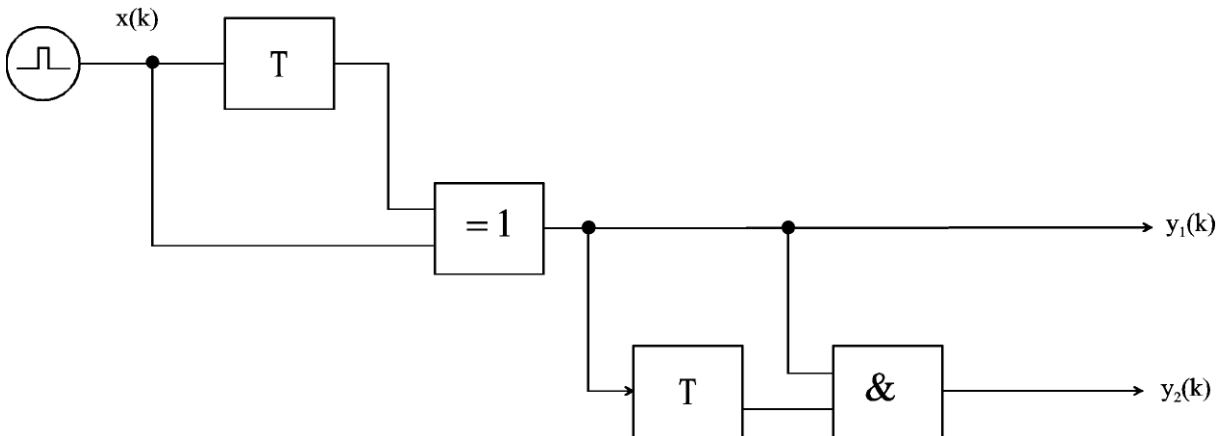 x(k)
T
= 1
y₁(k)
T
&
y₂(k)